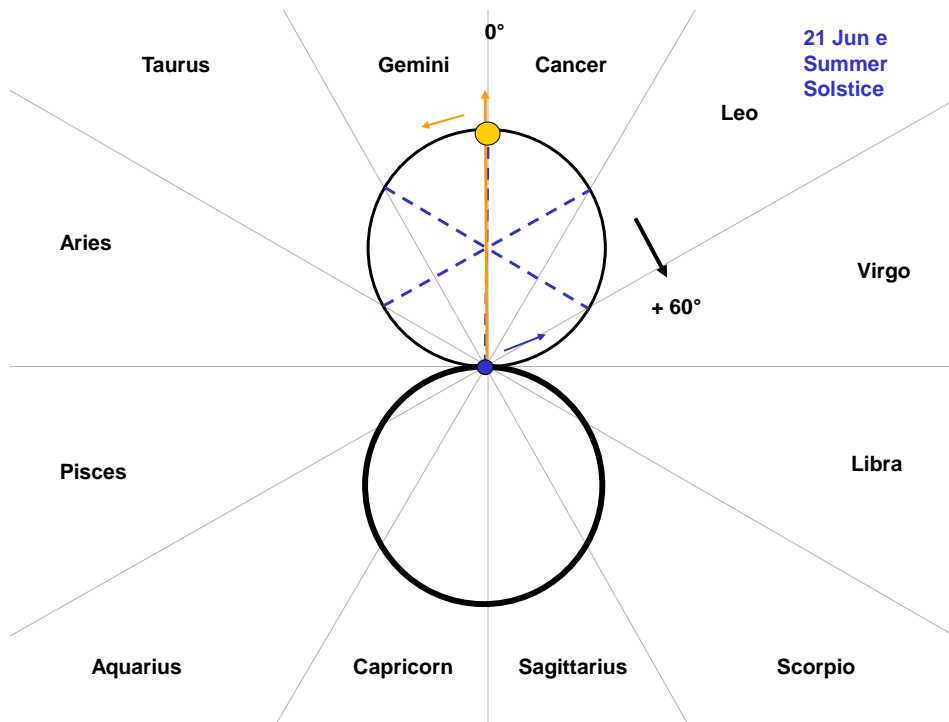 0°
21 Jun e
Summer
Solstice
Taurus
Gemini
Cancer
Leo
Aries
Virgo
+ 60°
Pisces
Libra
Aquarius
Capricorn
Sagittarius
Scorpio